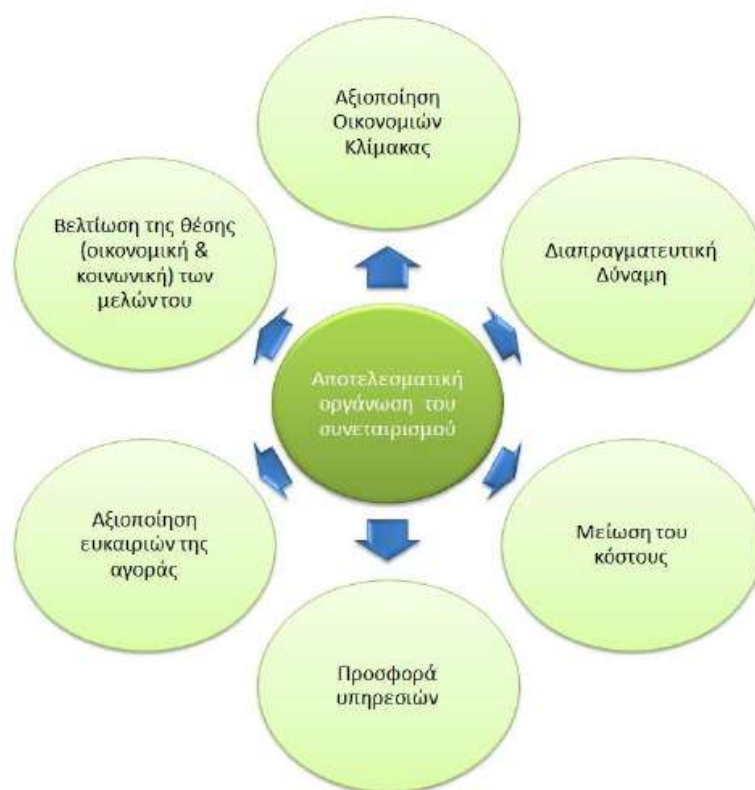 Αξιοποίηση
Οικονομιών
Κλίμακας
Διαπραγματευτική
Δύναμη
Μείωση του
κόστους
Προσφορά
υπηρεσιών
Αξιοποίηση
ευκαιριών της
αγοράς
Βελτίωση της θέσης
(οικονομική &
κοινωνική) των
μελών του
Αποτελεσματική
οργάνωση του
συνεταιρισμού